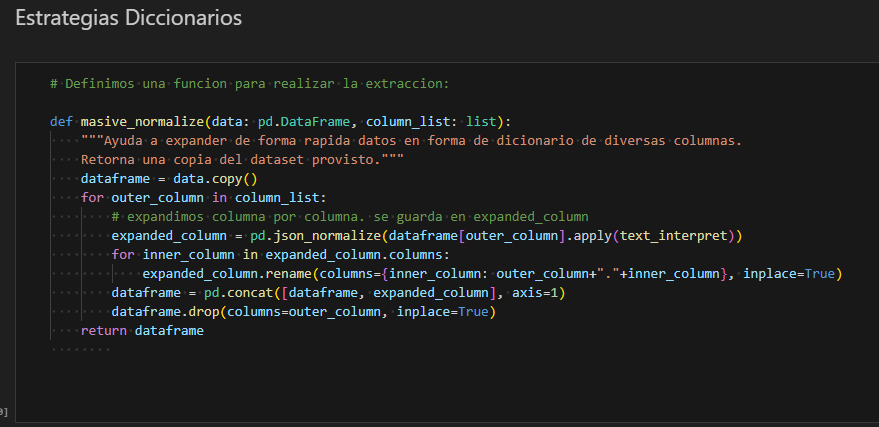 Estrategias Diccionarios
# Definimos una funcion para realizar la extraccion:
def masive_normalize(data: pd.DataFrame, column_list: list):
"""Ayuda a expander de forma rapida datos en forma de dicionario de diversas columnas.
Retorna una copia del dataset provisto."""
dataframe = data.copy()
for outer_column in column_list:
# expandimos columna por columna. se guarda en expanded_column
expanded_column = pd.json_normalize(dataframe[outer_column].apply(text_interpret))
for inner_column in expanded_column.columns:
expanded_column.rename(columns={inner_column: outer_column+"."+inner_column}, inplace=True)
dataframe = pd.concat([dataframe, expanded_column], axis=1)
dataframe.drop(columns=outer_column, inplace=True)
return dataframe